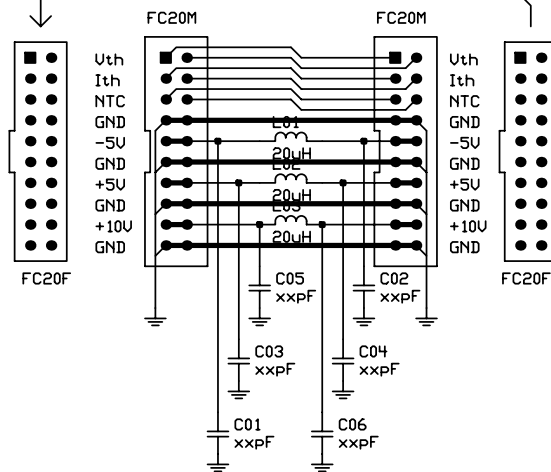 FC20M
FC20M
Vth
Vth
Ith
Ith
NTC
NTC
GND
GND
L01
-5V
-5V
20uH
GND
GND
L02
+5V
+5V
20uH
GND
GND
L03
+10V
+10V
20uH
GND
GND
FC20F
FC20F
C05
xxpF
C02
xxpF
C03
xxpF
C04
xxpF
C01
xxpF
C06
xxpF